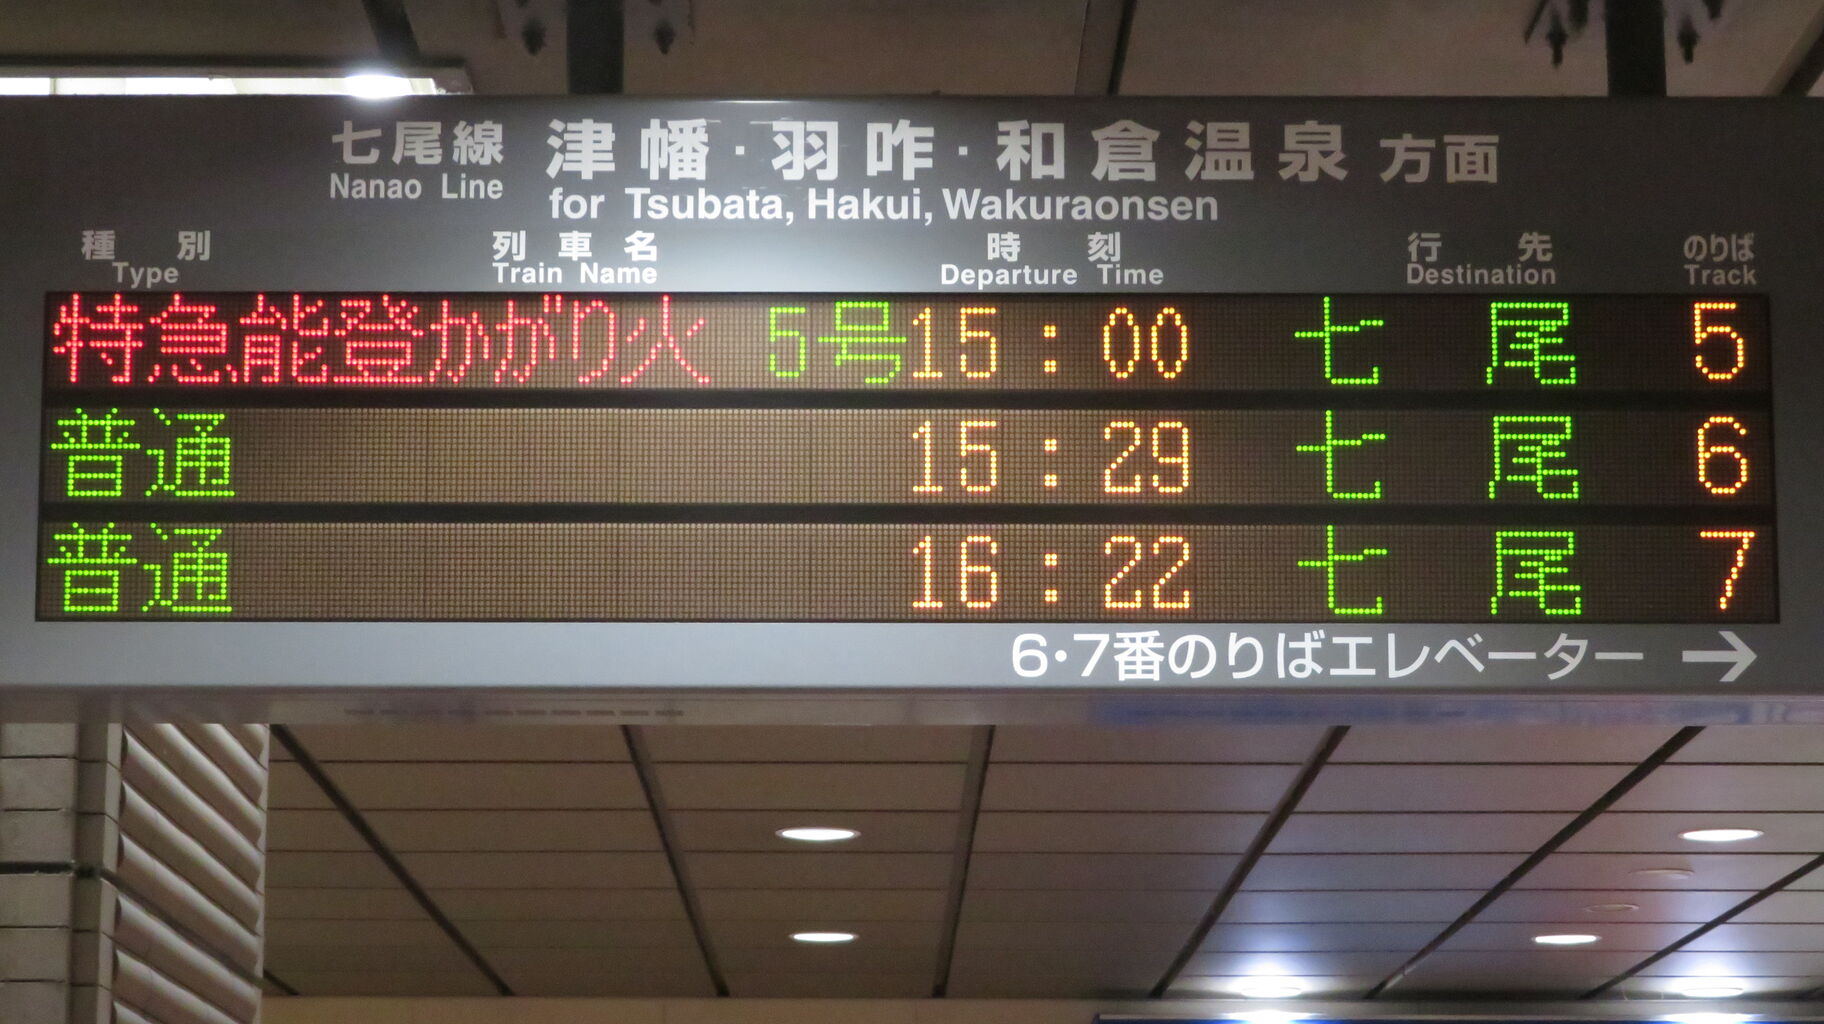 七尾線 津幡・羽咋・和倉温泉 方面
Nanao Line for Tsubata, Hakui, Wakuraonsen
種別 列車名 時刻 行先 のりば
Type Train Name Departure Time Destination Track
特急能登かがり火 5号 15:00 七尾 5
普通 15:29 七尾 6
普通 16:22 七尾 7
6・7番のりばエレベーター →